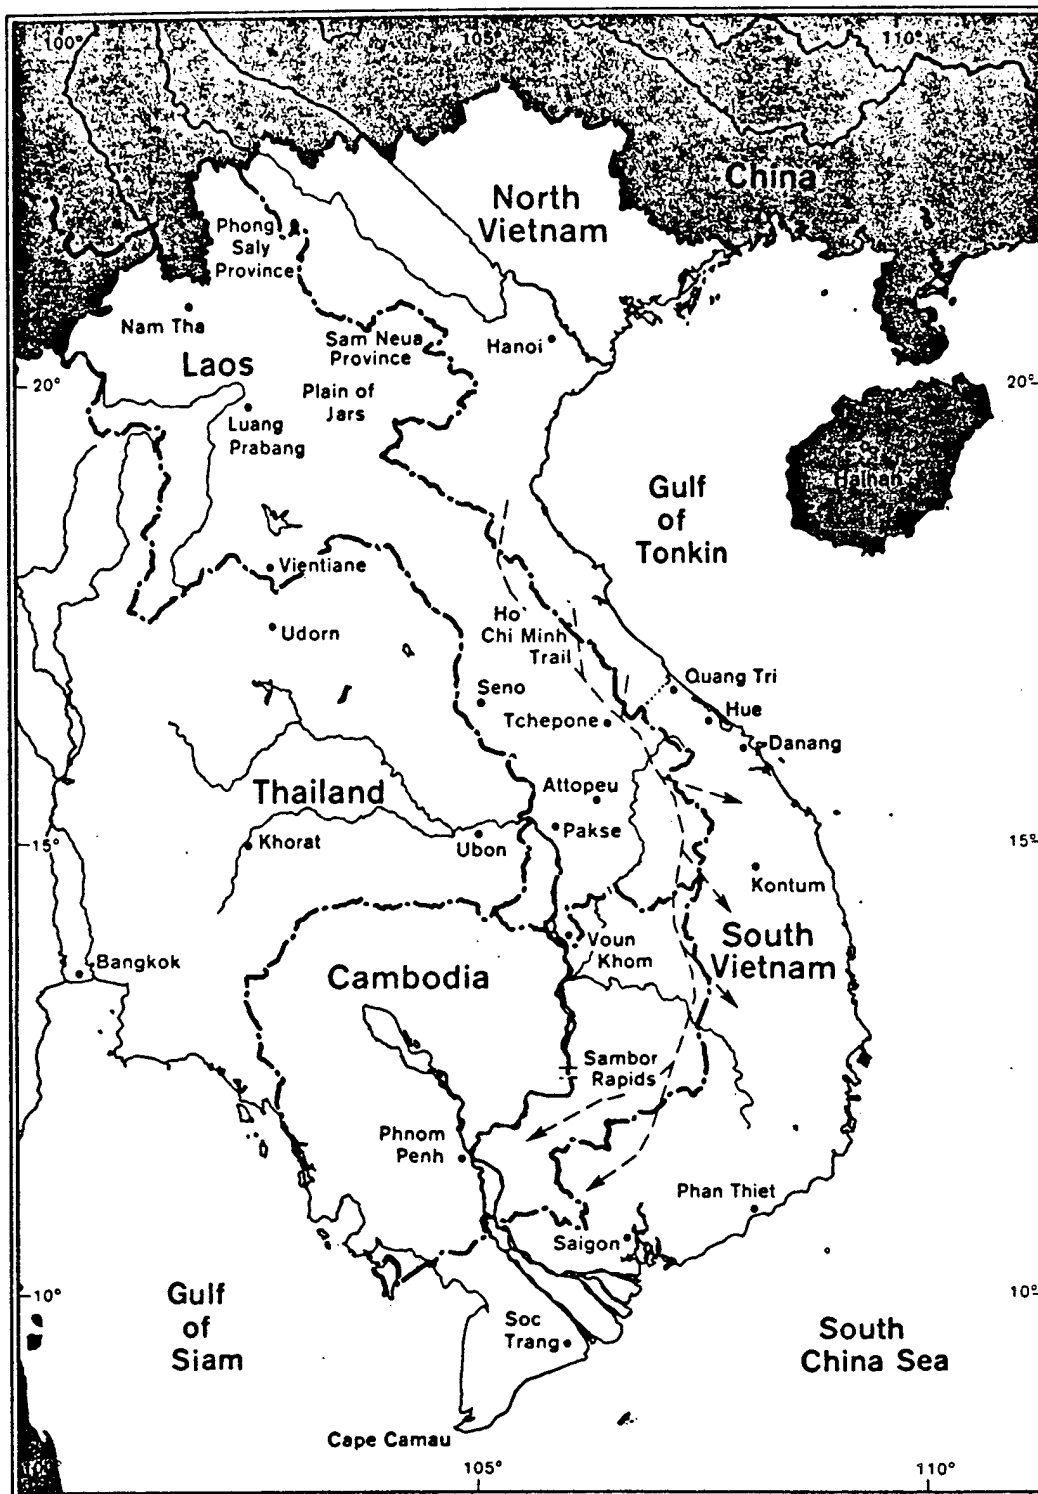 100°
105°
110°
China
North
Vietnam
Phong
Saly
Province
Nam Tha
Sam Neua
Province
Hanoi
Laos
20°
20°
Plain of
Jars
Luang
Prabang
Hainan
Gulf
of
Tonkin
Vientiane
Ho
Chi Minh
Trail
Udorn
Seno
Quang Tri
Tchepone
Hue
Danang
Attopeu
Thailand
Pakse
Khorat
Ubon
15°
15°
Kontum
Voun
Khom
South
Vietnam
Bangkok
Cambodia
Sambor
Rapids
Phnom
Penh
Phan Thiet
Saigon
10°
10°
Gulf
of
Siam
Soc
Trang
South
China Sea
Cape Camau
100°
105°
110°